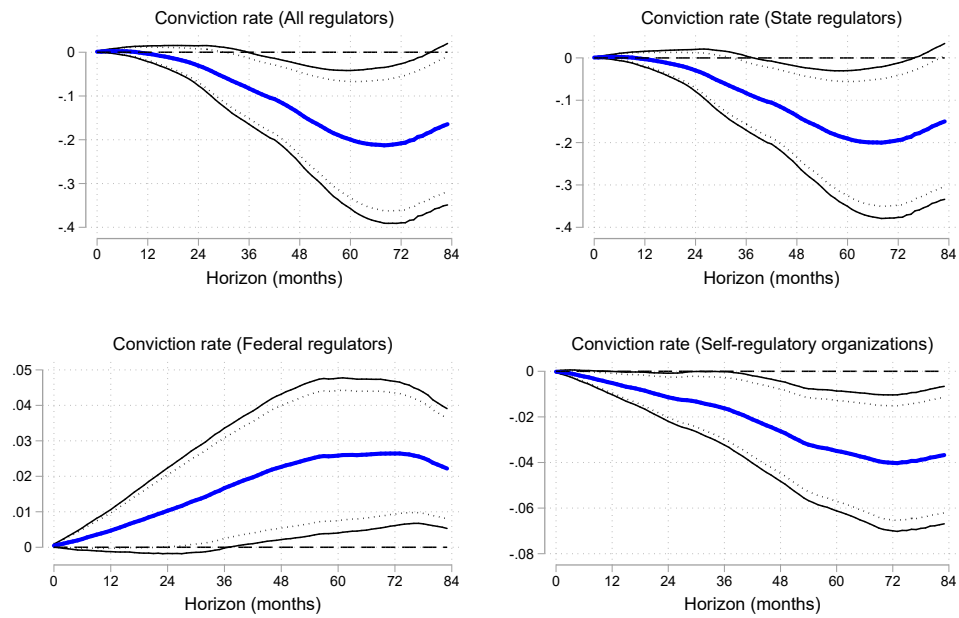 Conviction rate (All regulators)
0
-.1
-.2
-.3
-.4
0 12 24 36 48 60 72 84
Horizon (months)
Conviction rate (State regulators)
0
-.1
-.2
-.3
-.4
0 12 24 36 48 60 72 84
Horizon (months)
Conviction rate (Federal regulators)
.05
.04
.03
.02
.01
0
0 12 24 36 48 60 72 84
Horizon (months)
Conviction rate (Self-regulatory organizations)
0
-.02
-.04
-.06
-.08
0 12 24 36 48 60 72 84
Horizon (months)